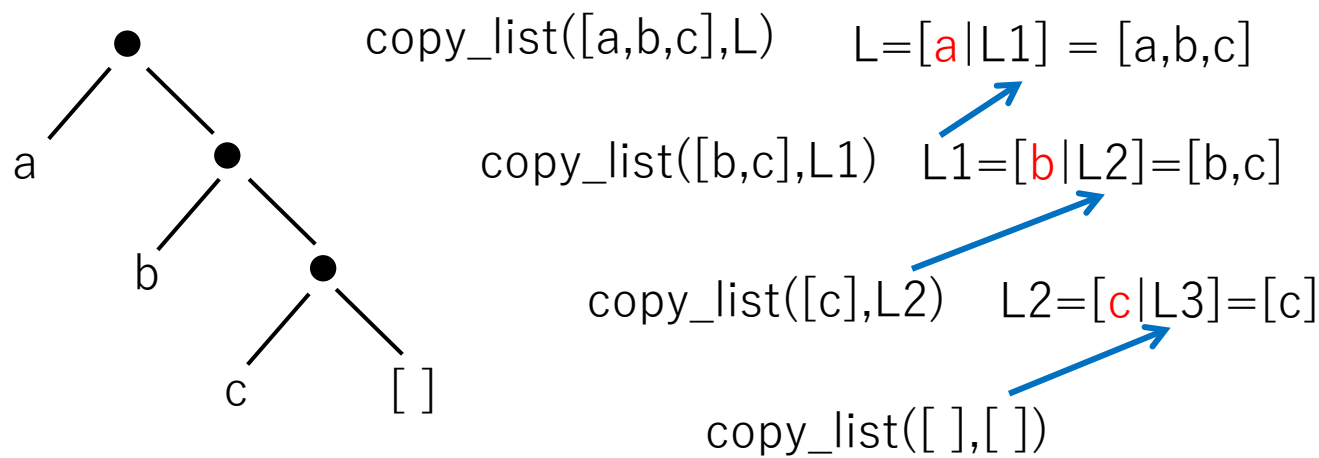 copy_list([a,b,c],L) L=[a|L1] = [a,b,c]
a
copy_list([b,c],L1) L1=[b|L2]=[b,c]
b
copy_list([c],L2) L2=[c|L3]=[c]
c [ ]
copy_list([ ],[ ])